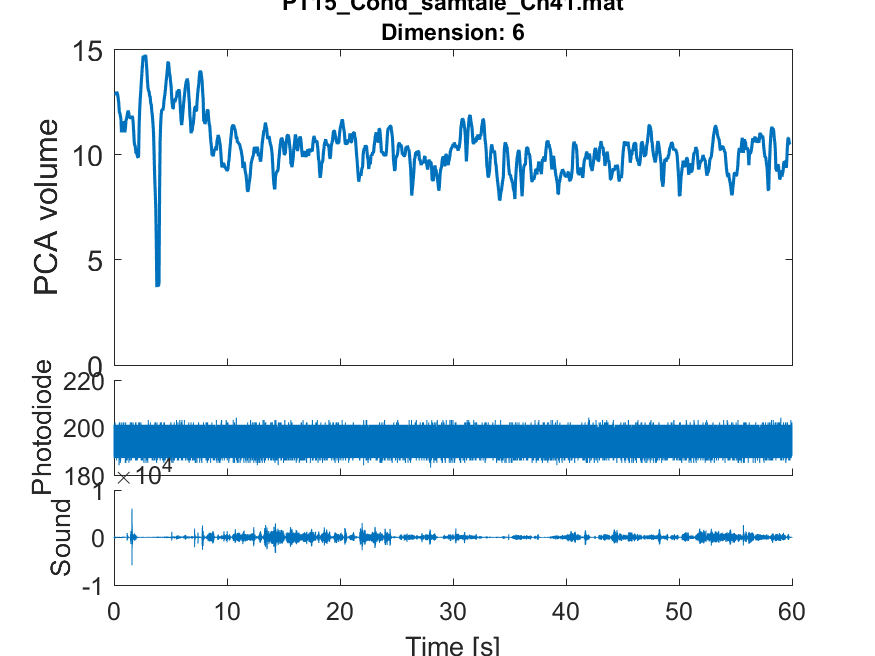 PT15_Cond_samtale_Ch41.mat
Dimension: 6
15
10
5
0
PCA volume
220
200
180
Photodiode
×10⁴
1
0
-1
Sound
0 10 20 30 40 50 60
Time [s]